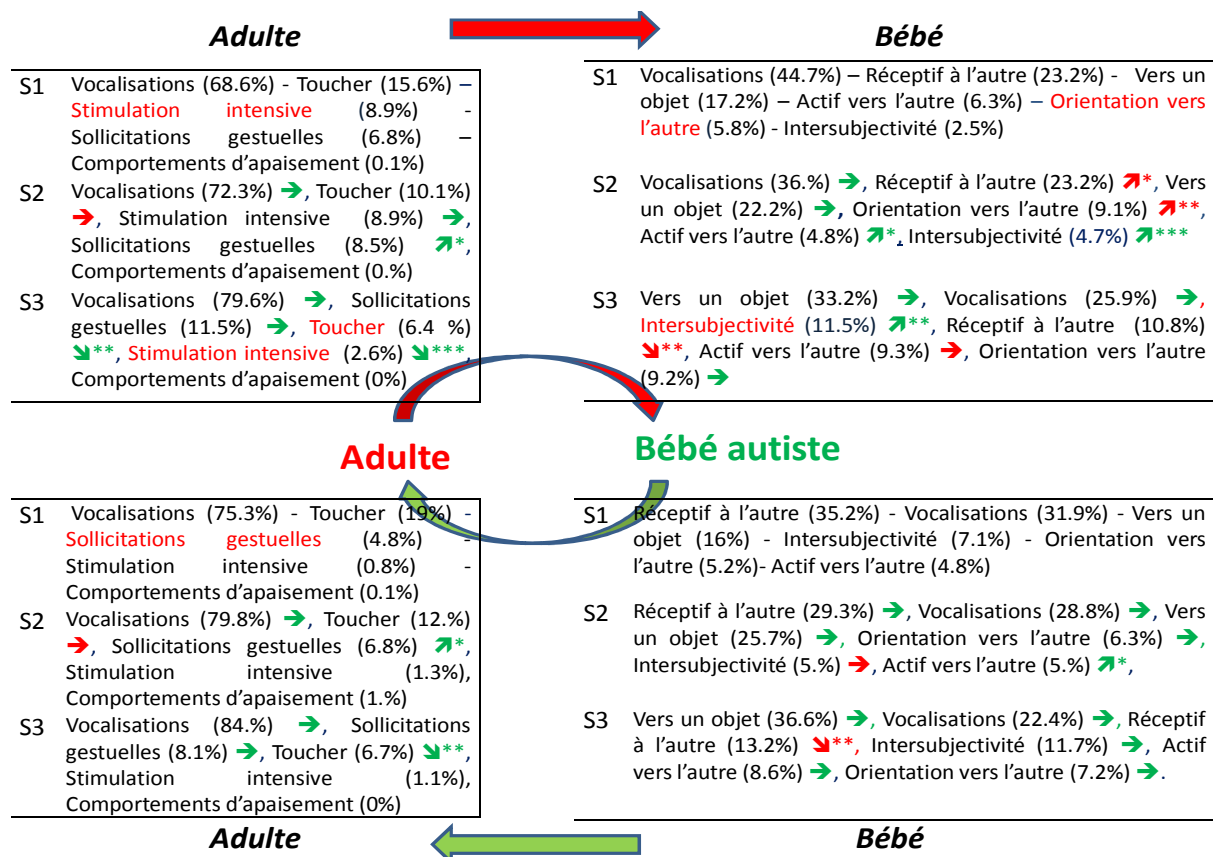 Adulte
Bébé
S1 Vocalisations (68.6%) - Toucher (15.6%) –
Stimulation intensive (8.9%) -
Sollicitations gestuelles (6.8%) –
Comportements d’apaisement (0.1%)
S2 Vocalisations (72.3%) ➔, Toucher (10.1%)
➔, Stimulation intensive (8.9%) ➔,
Sollicitations gestuelles (8.5%) ↗*,
Comportements d’apaisement (0.%)
S3 Vocalisations (79.6%) ➔, Sollicitations
gestuelles (11.5%) ➔, Toucher (6.4 %)
↘**, Stimulation intensive (2.6%) ↘***,
Comportements d’apaisement (0%)
S1 Vocalisations (44.7%) – Réceptif à l’autre (23.2%) - Vers un
objet (17.2%) – Actif vers l’autre (6.3%) – Orientation vers
l’autre (5.8%) - Intersubjectivité (2.5%)
S2 Vocalisations (36.%) ➔, Réceptif à l’autre (23.2%) ↗*, Vers
un objet (22.2%) ➔, Orientation vers l’autre (9.1%) ↗**,
Actif vers l’autre (4.8%) ↗*, Intersubjectivité (4.7%) ↗***
S3 Vers un objet (33.2%) ➔, Vocalisations (25.9%) ➔,
Intersubjectivité (11.5%) ↗**, Réceptif à l’autre (10.8%)
↘**, Actif vers l’autre (9.3%) ➔, Orientation vers l’autre
(9.2%) ➔
Adulte
Bébé autiste
S1 Vocalisations (75.3%) - Toucher (19%) -
Sollicitations gestuelles (4.8%) -
Stimulation intensive (0.8%) -
Comportements d’apaisement (0.1%)
S2 Vocalisations (79.8%) ➔, Toucher (12.%)
➔, Sollicitations gestuelles (6.8%) ↗*,
Stimulation intensive (1.3%),
Comportements d’apaisement (1.%)
S3 Vocalisations (84.%) ➔, Sollicitations
gestuelles (8.1%) ➔, Toucher (6.7%) ↘**,
Stimulation intensive (1.1%),
Comportements d’apaisement (0%)
S1 Réceptif à l’autre (35.2%) - Vocalisations (31.9%) - Vers un
objet (16%) - Intersubjectivité (7.1%) - Orientation vers
l’autre (5.2%)- Actif vers l’autre (4.8%)
S2 Réceptif à l’autre (29.3%) ➔, Vocalisations (28.8%) ➔, Vers
un objet (25.7%) ➔, Orientation vers l’autre (6.3%) ➔,
Intersubjectivité (5.%) ➔, Actif vers l’autre (5.%) ↗*,
S3 Vers un objet (36.6%) ➔, Vocalisations (22.4%) ➔, Réceptif
à l’autre (13.2%) ↘**, Intersubjectivité (11.7%) ➔, Actif
vers l’autre (8.6%) ➔, Orientation vers l’autre (7.2%) ➔.
Adulte
Bébé